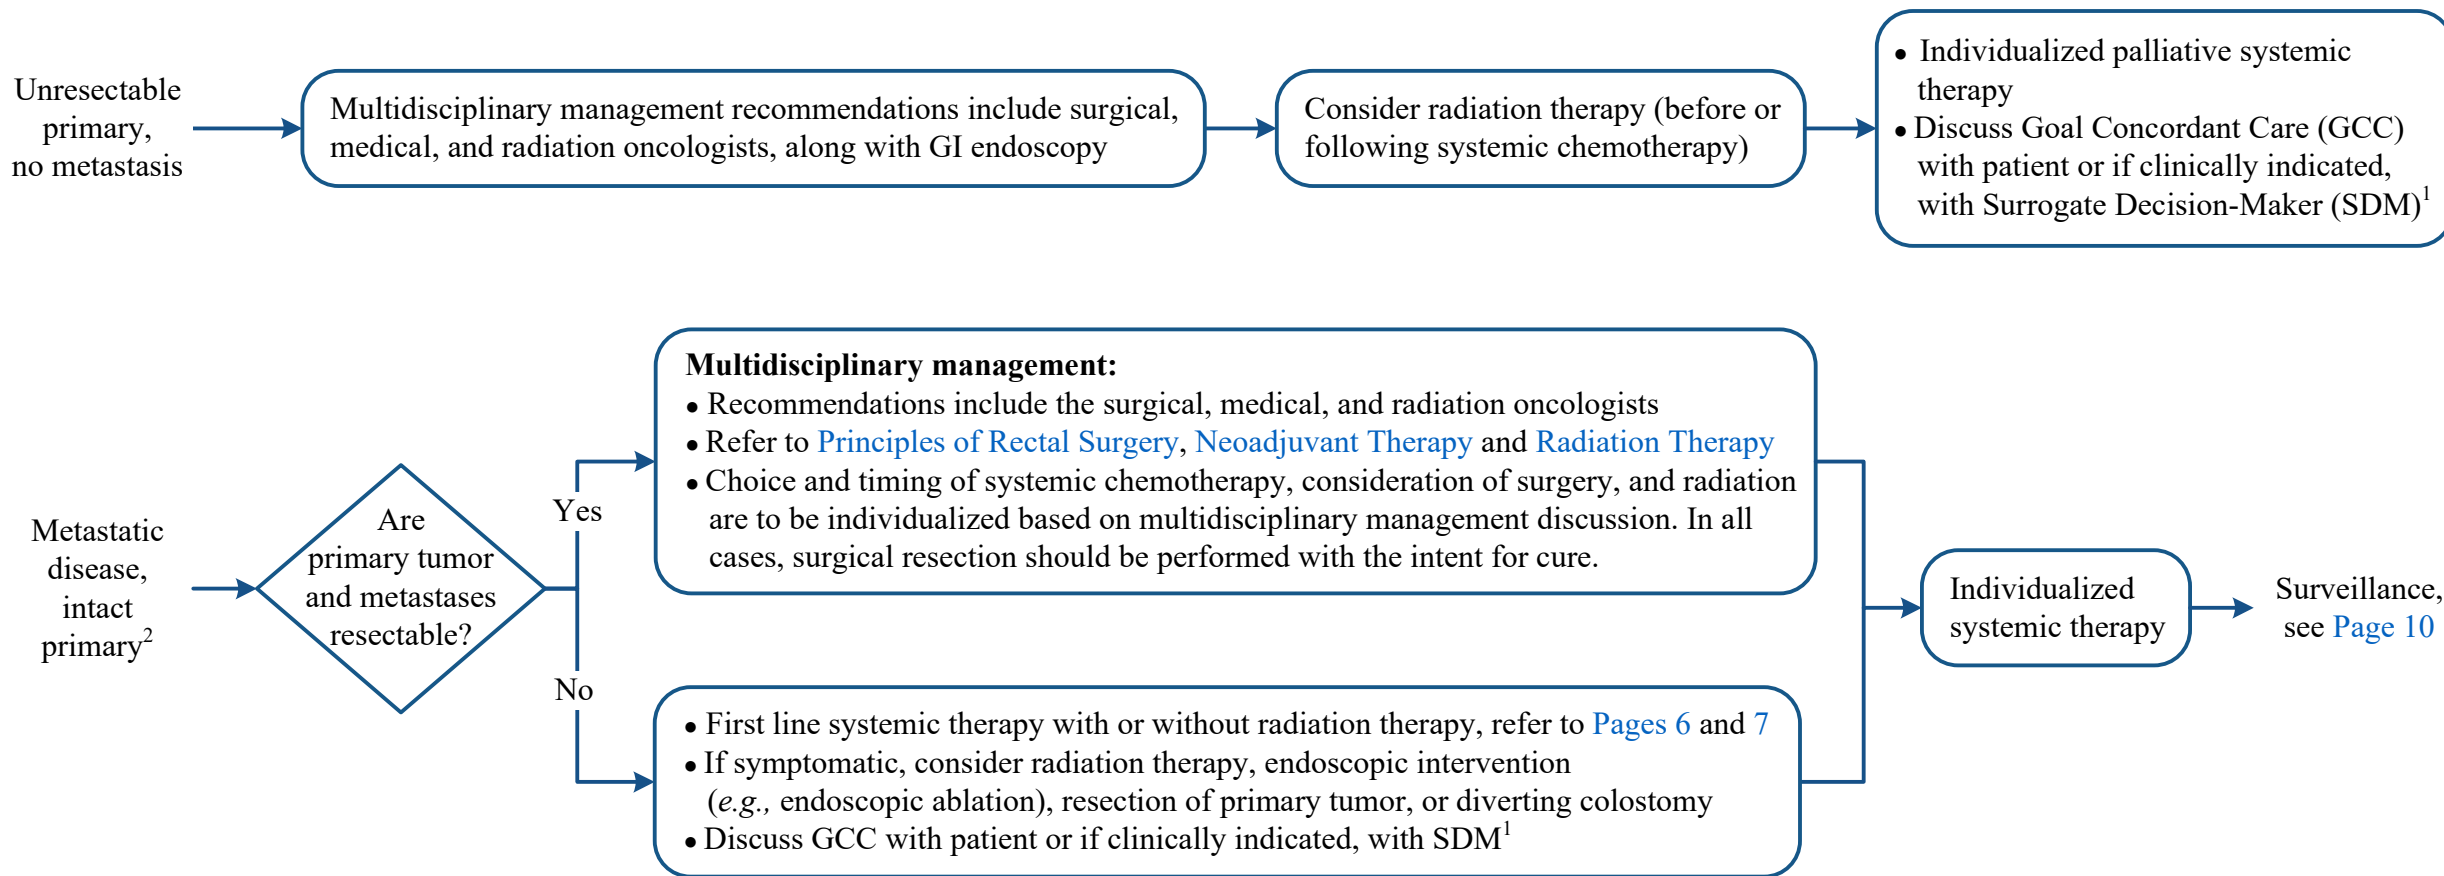 Unresectable
primary,
no metastasis
Multidisciplinary management recommendations include surgical,
medical, and radiation oncologists, along with GI endoscopy
Consider radiation therapy (before or
following systemic chemotherapy)
• Individualized palliative systemic
therapy
• Discuss Goal Concordant Care (GCC)
with patient or if clinically indicated,
with Surrogate Decision-Maker (SDM)1
Metastatic
disease,
intact
primary2
Are
primary tumor
and metastases
resectable?
Yes
Multidisciplinary management:
• Recommendations include the surgical, medical, and radiation oncologists
• Refer to Principles of Rectal Surgery, Neoadjuvant Therapy and Radiation Therapy
• Choice and timing of systemic chemotherapy, consideration of surgery, and radiation
are to be individualized based on multidisciplinary management discussion. In all
cases, surgical resection should be performed with the intent for cure.
No
• First line systemic therapy with or without radiation therapy, refer to Pages 6 and 7
• If symptomatic, consider radiation therapy, endoscopic intervention
(e.g., endoscopic ablation), resection of primary tumor, or diverting colostomy
• Discuss GCC with patient or if clinically indicated, with SDM1
Individualized
systemic therapy
Surveillance,
see Page 10